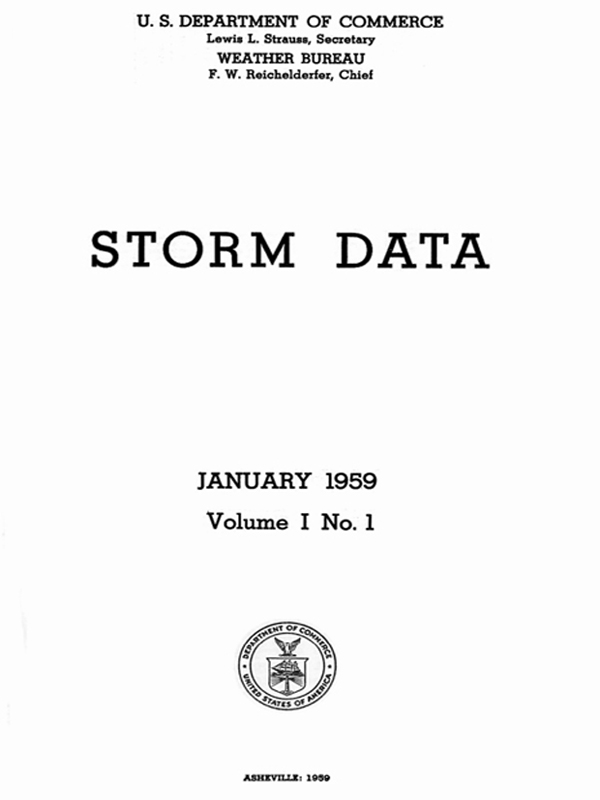 U. S. DEPARTMENT OF COMMERCE
Lewis L. Strauss, Secretary
WEATHER BUREAU
F. W. Reichelderfer, Chief
STORM DATA
JANUARY 1959
Volume I No. 1
DEPARTMENT OF COMMERCE
UNITED STATES OF AMERICA
ASHEVILLE: 1959